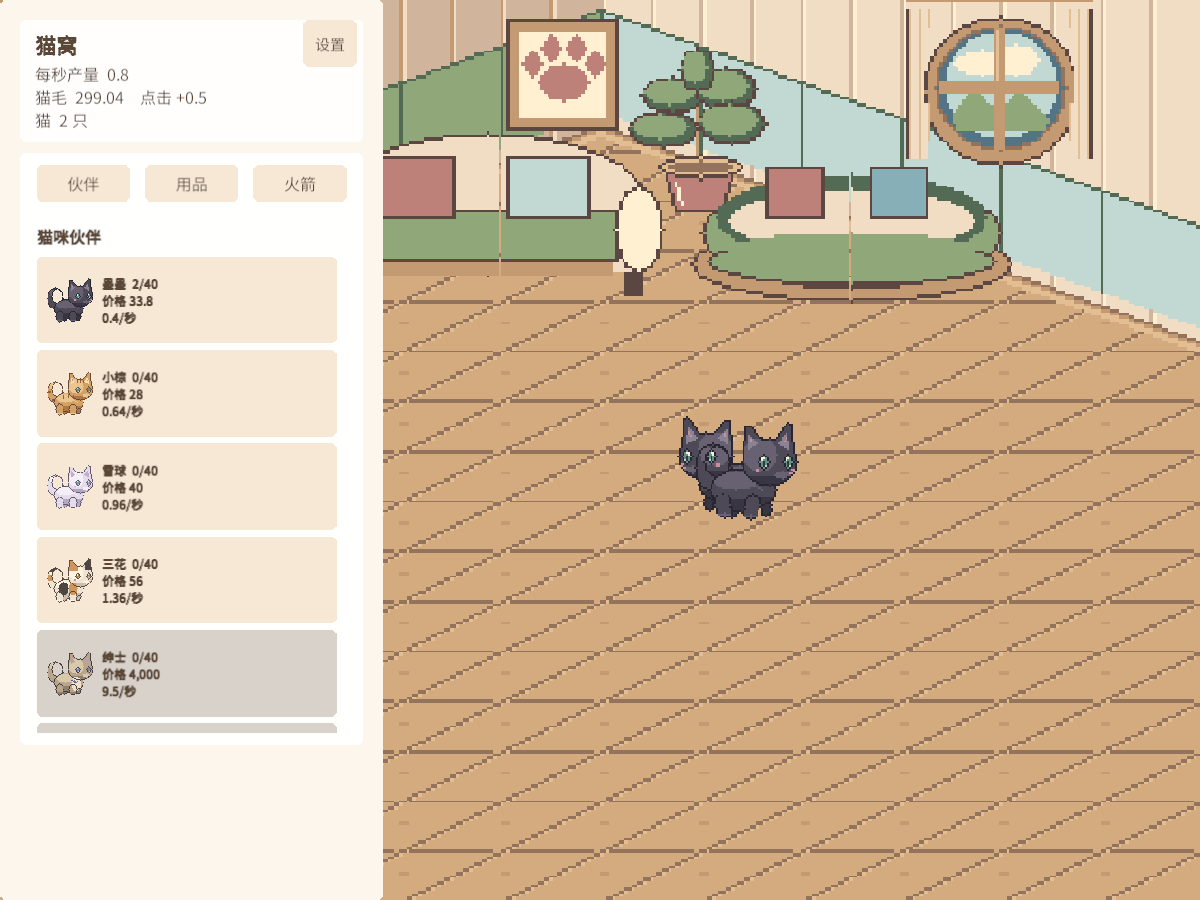 猫窝
设置
每秒产量 0.8
猫毛 299.04 点击 +0.5
猫 2 只
伙伴 用品 火箭
猫咪伙伴
墨墨 2/40
价格 33.8
0.4/秒
小棕 0/40
价格 28
0.64/秒
雪球 0/40
价格 40
0.96/秒
三花 0/40
价格 56
1.36/秒
绅士 0/40
价格 4,000
9.5/秒